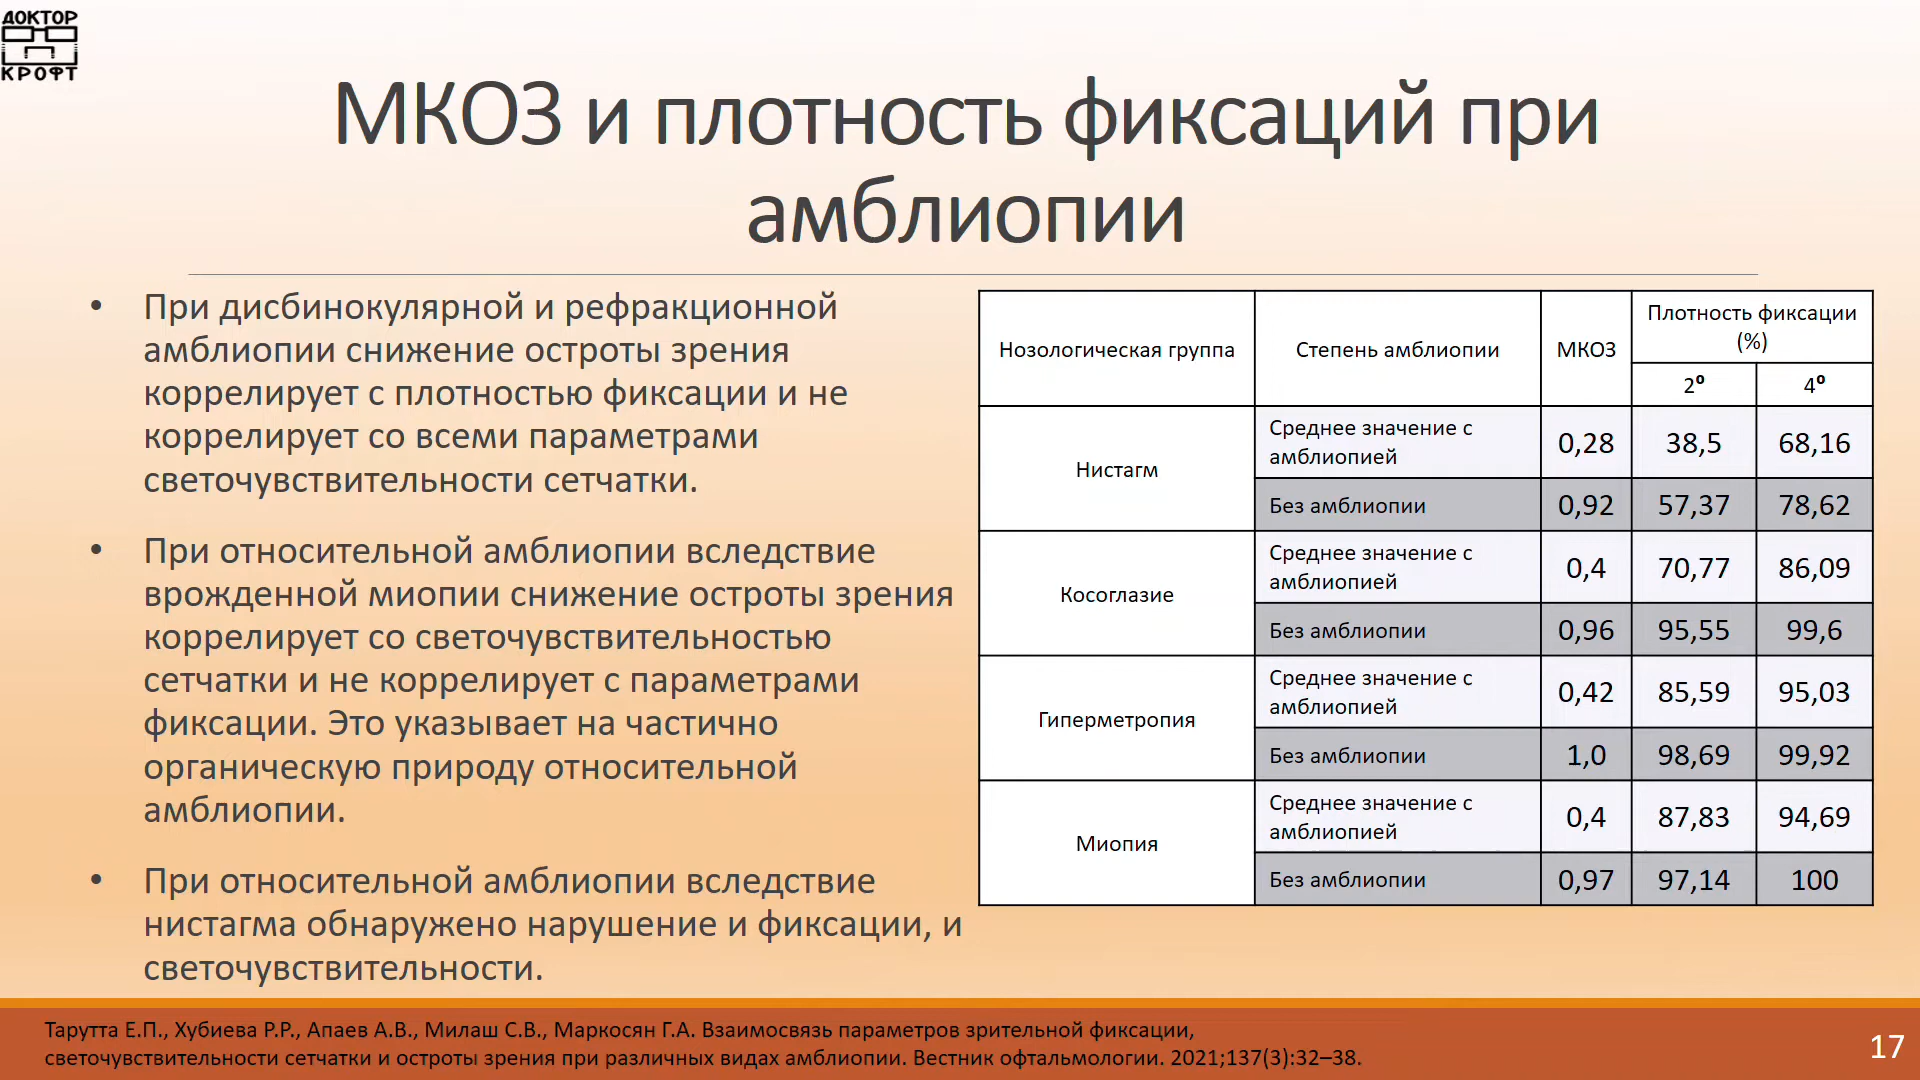 ДОКТОР
КРОФТ
МКОЗ и плотность фиксаций при
амблиопии
• При дисбинокулярной и рефракционной
амблиопии снижение остроты зрения
коррелирует с плотностью фиксации и не
коррелирует со всеми параметрами
светочувствительности сетчатки.
• При относительной амблиопии вследствие
врожденной миопии снижение остроты зрения
коррелирует со светочувствительностью
сетчатки и не коррелирует с параметрами
фиксации. Это указывает на частично
органическую природу относительной
амблиопии.
• При относительной амблиопии вследствие
нистагма обнаружено нарушение и фиксации, и
светочувствительности.
Нозологическая группа
Степень амблиопии
МКОЗ
Плотность фиксации
(%)
2⁰
4⁰
Нистагм
Среднее значение с
амблиопией
0,28
38,5
68,16
Без амблиопии
0,92
57,37
78,62
Косоглазие
Среднее значение с
амблиопией
0,4
70,77
86,09
Без амблиопии
0,96
95,55
99,6
Гиперметропия
Среднее значение с
амблиопией
0,42
85,59
95,03
Без амблиопии
1,0
98,69
99,92
Миопия
Среднее значение с
амблиопией
0,4
87,83
94,69
Без амблиопии
0,97
97,14
100
Тарутта Е.П., Хубиева Р.Р., Апаев А.В., Милаш С.В., Маркосян Г.А. Взаимосвязь параметров зрительной фиксации,
светочувствительности сетчатки и остроты зрения при различных видах амблиопии. Вестник офтальмологии. 2021;137(3):32–38.
17